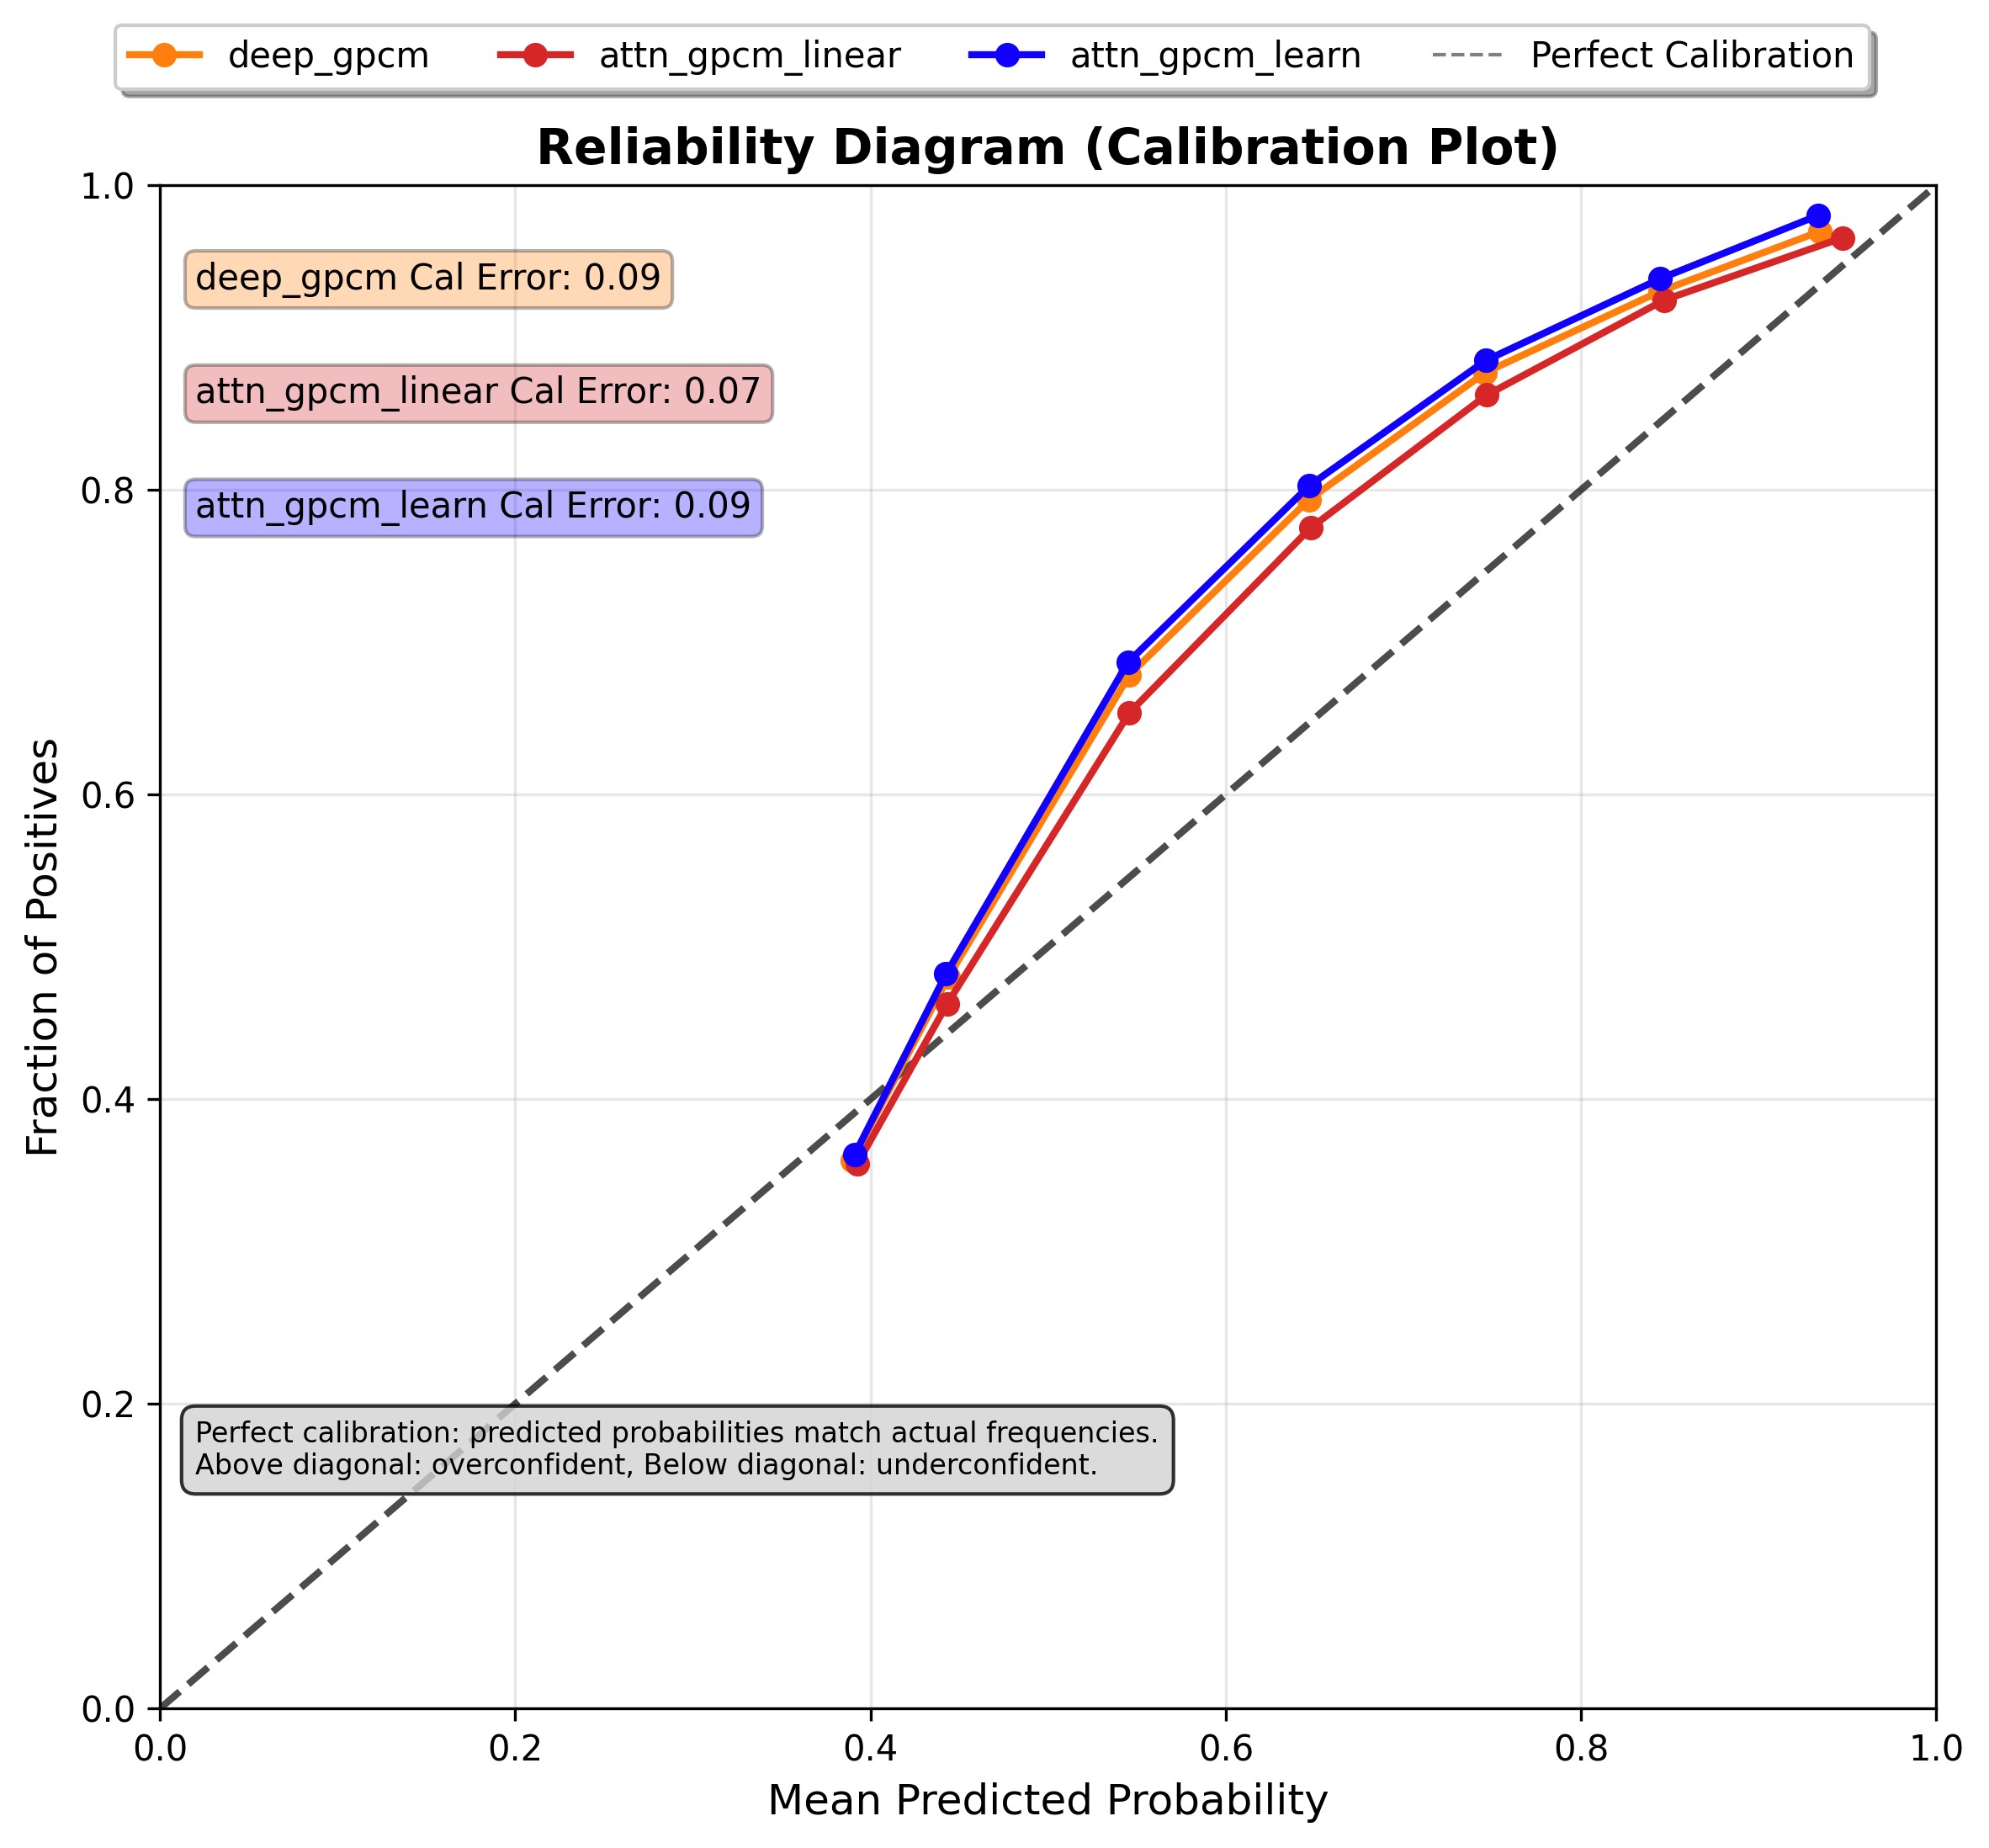 deep_gpcm attn_gpcm_linear attn_gpcm_learn Perfect Calibration
Reliability Diagram (Calibration Plot)
1.0
deep_gpcm Cal Error: 0.09
attn_gpcm_linear Cal Error: 0.07
0.8
attn_gpcm_learn Cal Error: 0.09
0.6
Fraction of Positives
0.4
0.2
Perfect calibration: predicted probabilities match actual frequencies.
Above diagonal: overconfident, Below diagonal: underconfident.
0.0
0.0 0.2 0.4 0.6 0.8 1.0
Mean Predicted Probability